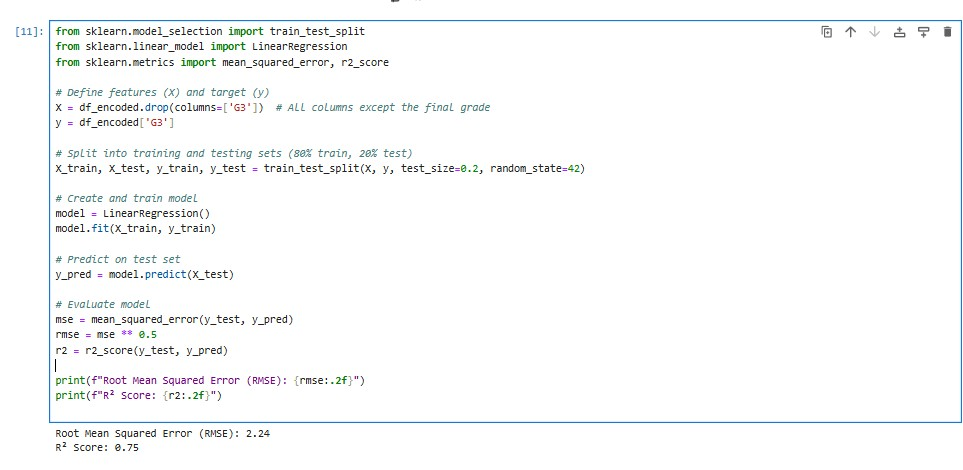 [11]: from sklearn.model_selection import train_test_split
from sklearn.linear_model import LinearRegression
from sklearn.metrics import mean_squared_error, r2_score
# Define features (X) and target (y)
X = df_encoded.drop(columns=['G3'])  # All columns except the final grade
y = df_encoded['G3']
# Split into training and testing sets (80% train, 20% test)
X_train, X_test, y_train, y_test = train_test_split(X, y, test_size=0.2, random_state=42)
# Create and train model
model = LinearRegression()
model.fit(X_train, y_train)
# Predict on test set
y_pred = model.predict(X_test)
# Evaluate model
mse = mean_squared_error(y_test, y_pred)
rmse = mse ** 0.5
r2 = r2_score(y_test, y_pred)
print(f"Root Mean Squared Error (RMSE): {rmse:.2f}")
print(f"R² Score: {r2:.2f}")
Root Mean Squared Error (RMSE): 2.24
R² Score: 0.75